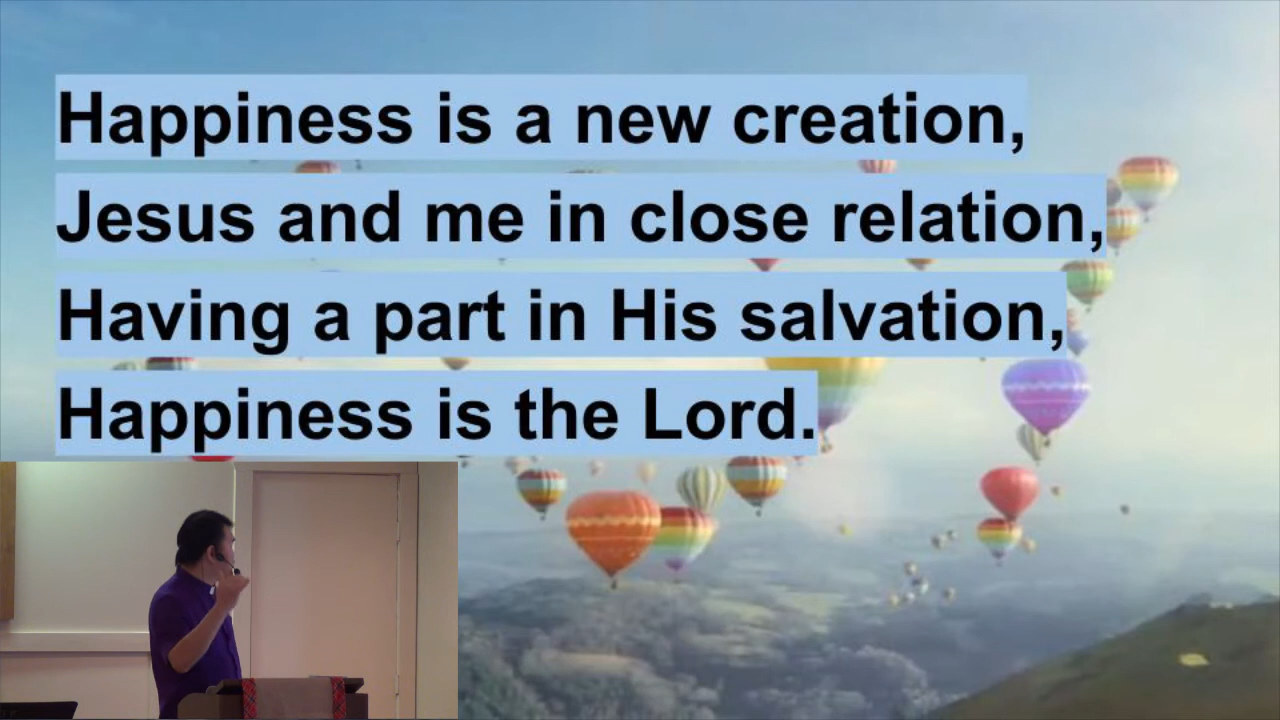 Happiness is a new creation,
Jesus and me in close relation,
Having a part in His salvation,
Happiness is the Lord.